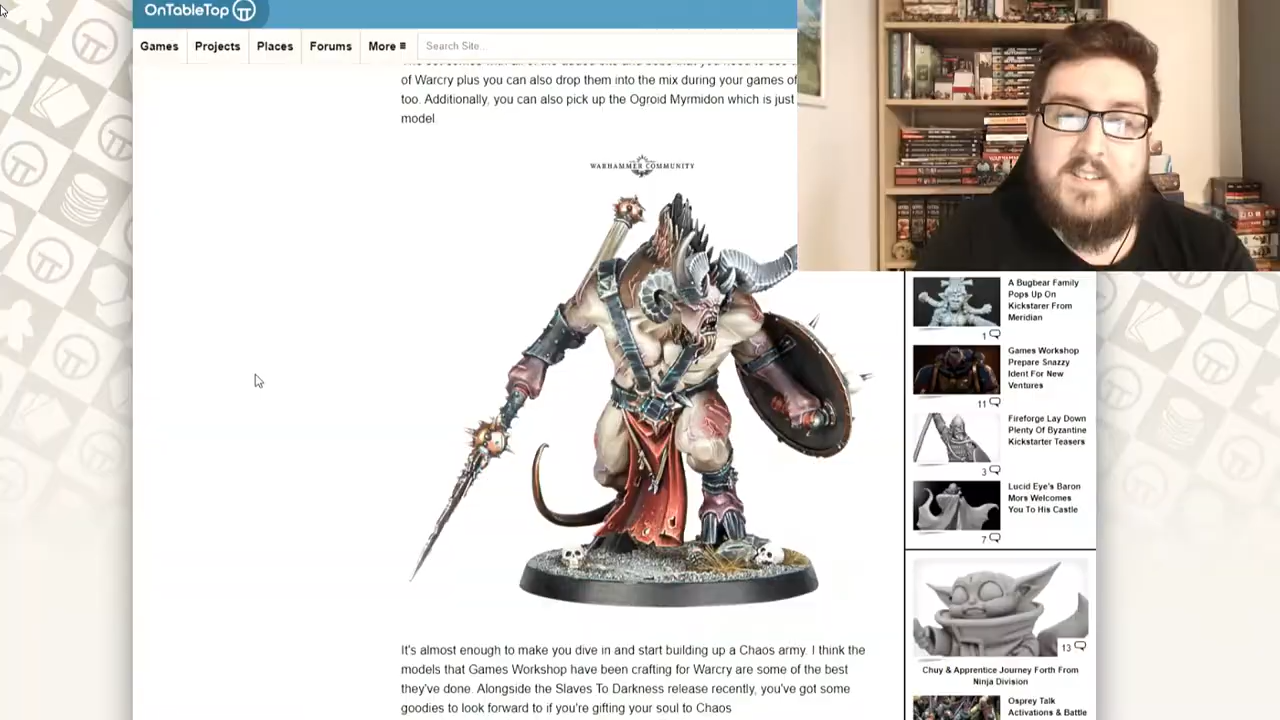 OnTableTop
Games Projects Places Forums More Search Site...
of Warcry plus you can also drop them into the mix during your games of
too. Additionally, you can also pick up the Ogroid Myrmidon which is just
model.
WARHAMMER COMMUNITY
It's almost enough to make you dive in and start building up a Chaos army. I think the
models that Games Workshop have been crafting for Warcry are some of the best
they've done. Alongside the Slaves To Darkness release recently, you've got some
goodies to look forward to if you're gifting your soul to Chaos
A Bugbear Family
Pops Up On
Kickstarter From
Meridian
1
Games Workshop
Prepare Snazzy
Ident For New
Ventures
11
Fireforge Lay Down
Plenty Of Byzantine
Kickstarter Teasers
3
Lucid Eye's Baron
Mors Welcomes
You To His Castle
7
13
Chuy & Apprentice Journey Forth From
Ninja Division
Osprey Talk
Activations & Battle